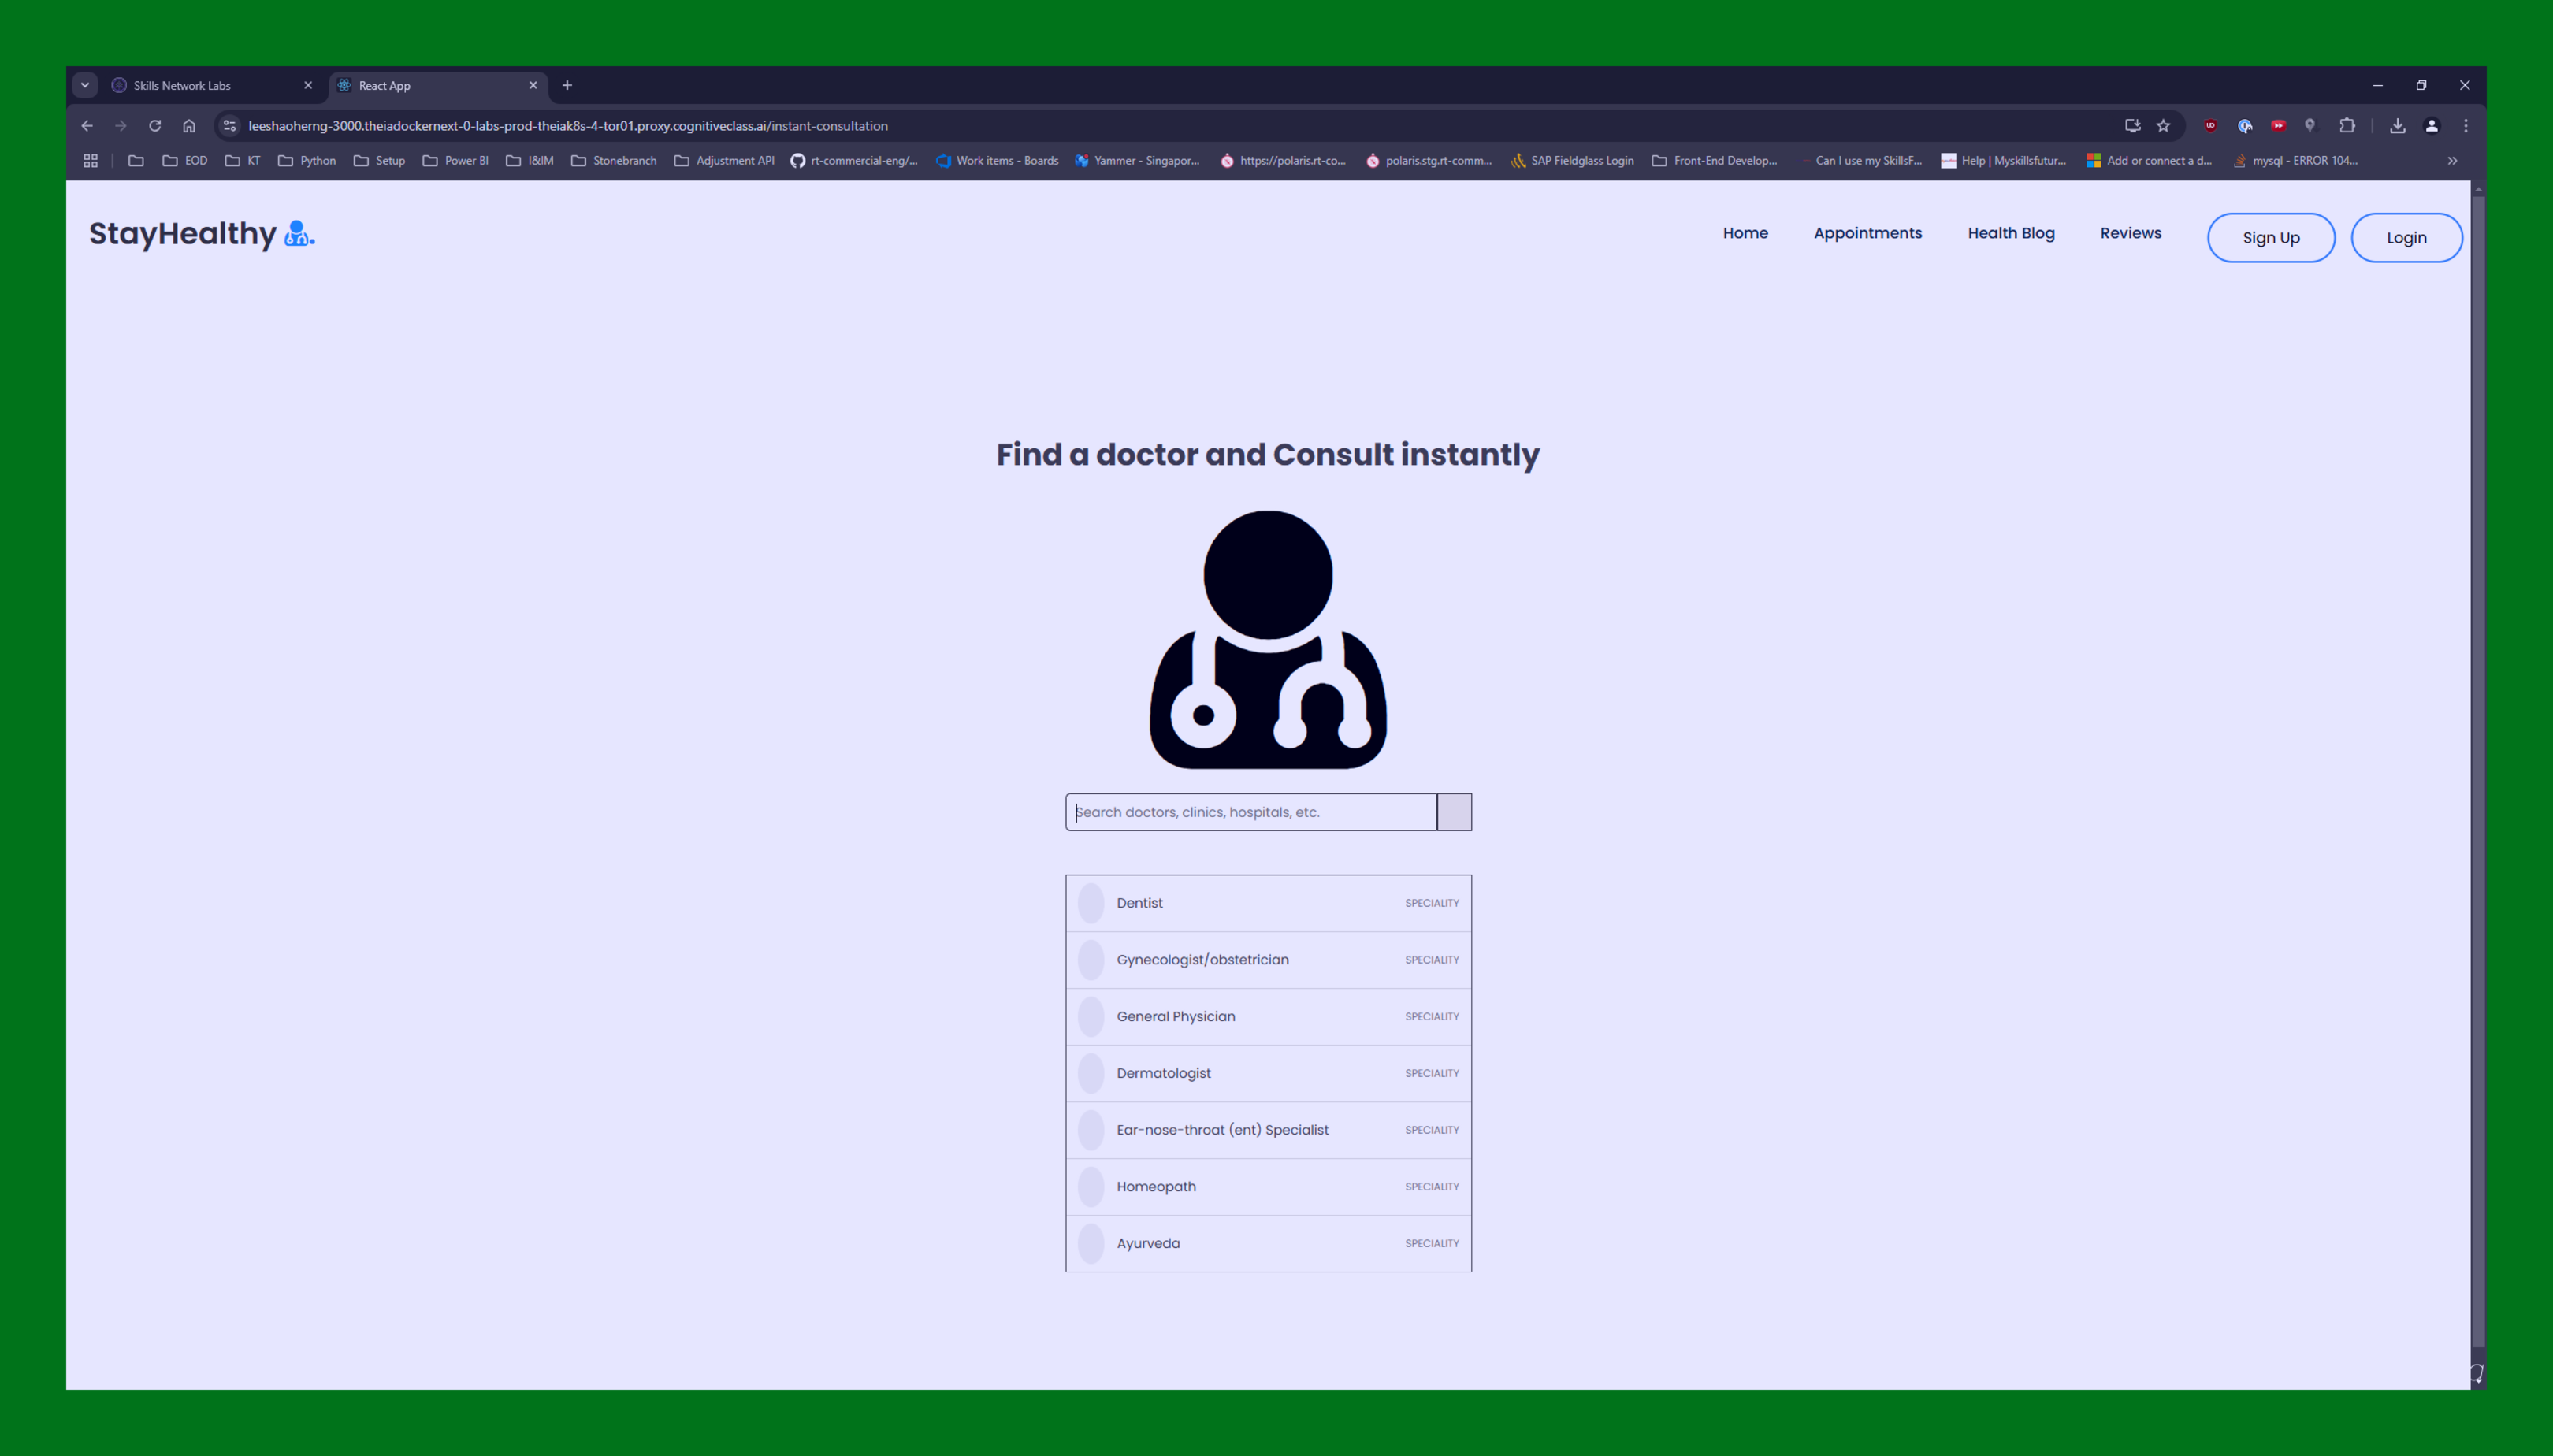 Skills Network Labs
React App
leeshaoherng-3000.theiadockernext-0-labs-prod-theiak8s-4-tor01.proxy.cognitiveclass.ai/instant-consultation
EOD KT Python Setup Power BI I&IM Stonebranch Adjustment API rt-commercial-eng/... Work items - Boards Yammer - Singapor... https://polaris.rt-co... polaris.stg.rt-comm... SAP Fieldglass Login Front-End Develop... Can I use my SkillsF... Help | Myskillsfutur... Add or connect a d... mysql - ERROR 104...
StayHealthy
Home Appointments Health Blog Reviews Sign Up Login
Find a doctor and Consult instantly
Search doctors, clinics, hospitals, etc.
Dentist SPECIALITY
Gynecologist/obstetrician SPECIALITY
General Physician SPECIALITY
Dermatologist SPECIALITY
Ear-nose-throat (ent) Specialist SPECIALITY
Homeopath SPECIALITY
Ayurveda SPECIALITY